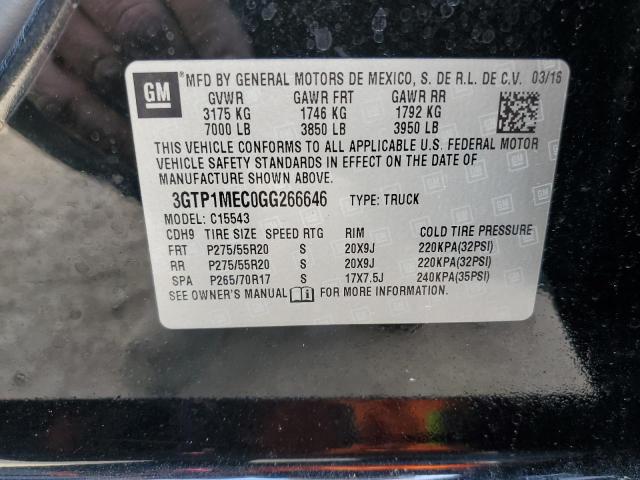 GM ® MFD BY GENERAL MOTORS DE MEXICO, S. DE R.L. DE C.V. 03/16
GVWR GAWR FRT GAWR RR
3175 KG 1746 KG 1792 KG
7000 LB 3850 LB 3950 LB
THIS VEHICLE CONFORMS TO ALL APPLICABLE U.S. FEDERAL MOTOR
VEHICLE SAFETY STANDARDS IN EFFECT ON THE DATE OF
MANUFACTURE SHOWN ABOVE.
3GTP1MEC0GG266646 TYPE: TRUCK
MODEL: C15543
CDH9 TIRE SIZE SPEED RTG RIM COLD TIRE PRESSURE
FRT P275/55R20 S 20X9J 220KPA(32PSI)
RR P275/55R20 S 20X9J 220KPA(32PSI)
SPA P265/70R17 S 17X7.5J 240KPA(35PSI)
SEE OWNER'S MANUAL FOR MORE INFORMATION.